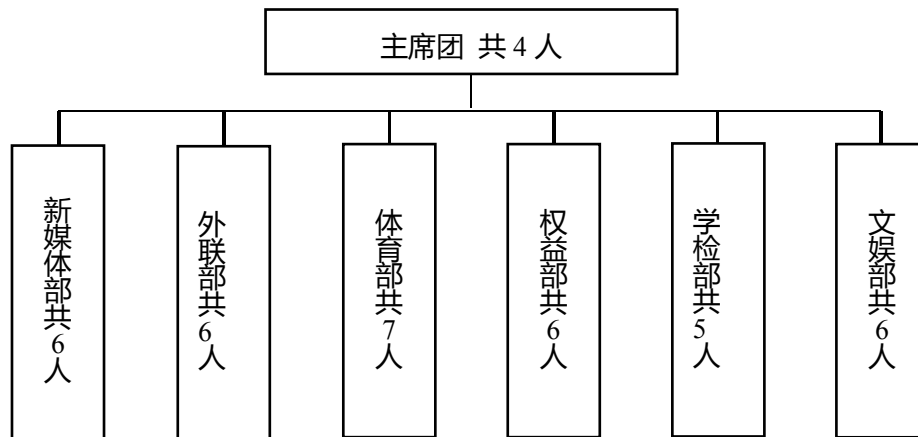 主席团 共 4 人
新媒体部共6人
外联部共6人
体育部共7人
权益部共6人
学检部共5人
文娱部共6人